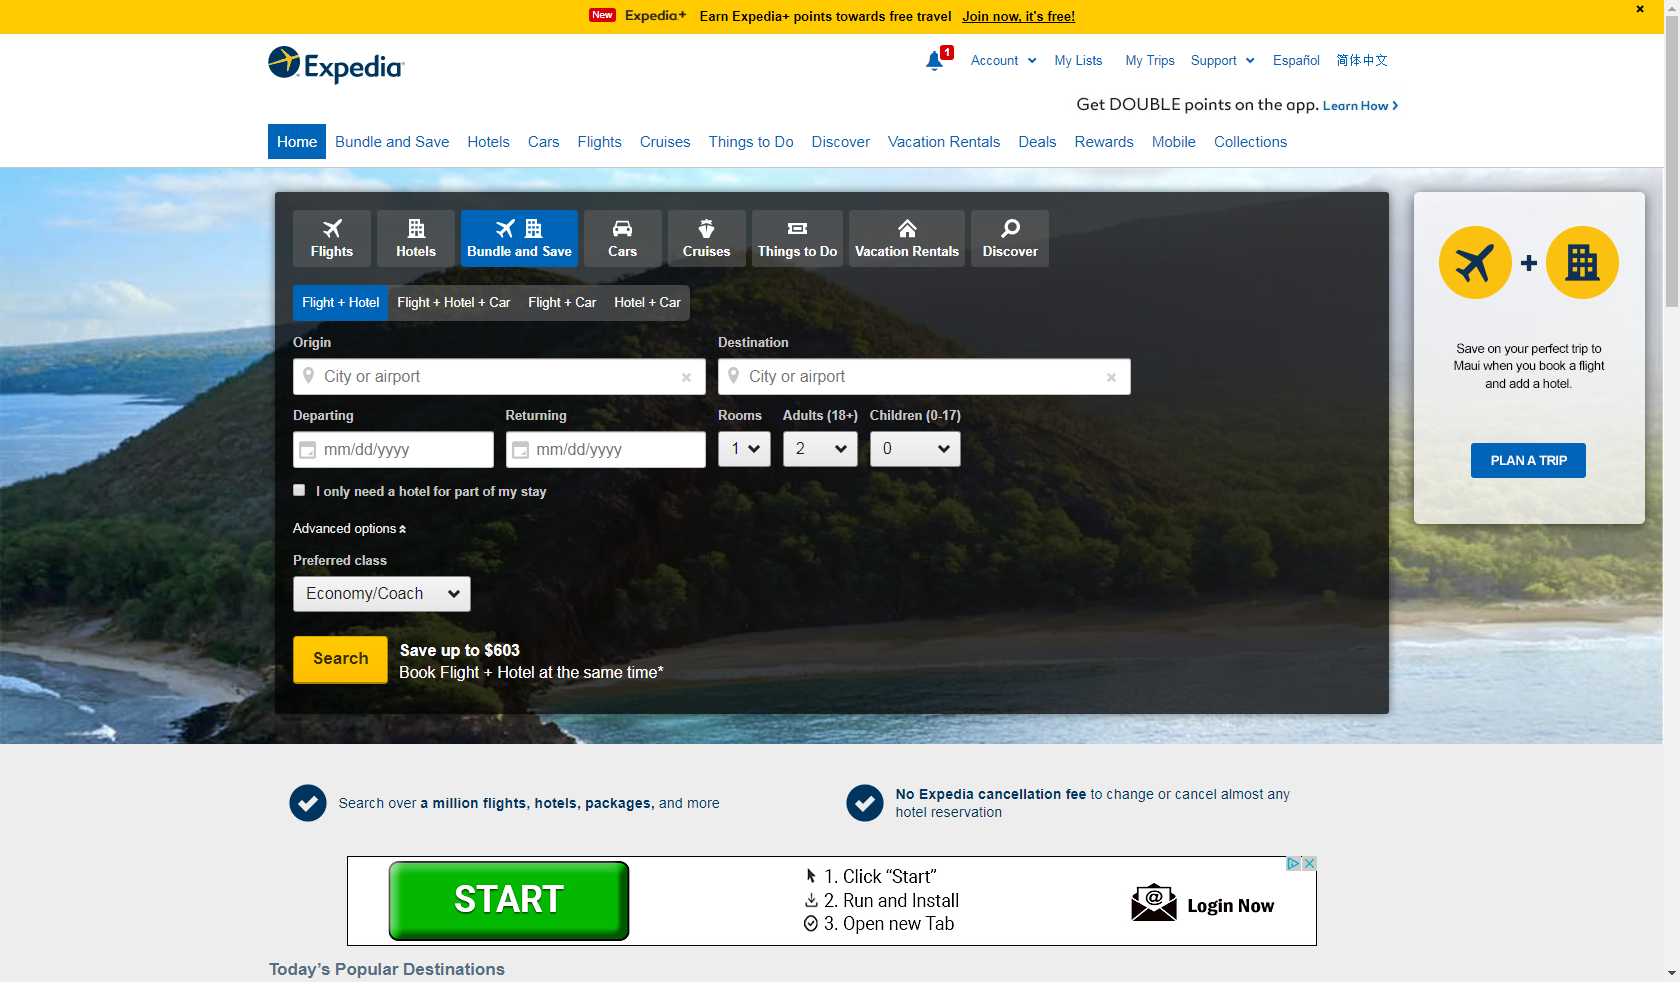 New Expedia+ Earn Expedia+ points towards free travel Join now, it's free!
Expedia
1 Account My Lists My Trips Support Español 简体中文
Get DOUBLE points on the app. Learn How
Home Bundle and Save Hotels Cars Flights Cruises Things to Do Discover Vacation Rentals Deals Rewards Mobile Collections
Flights Hotels Bundle and Save Cars Cruises Things to Do Vacation Rentals Discover
Flight + Hotel Flight + Hotel + Car Flight + Car Hotel + Car
Origin Destination
City or airport City or airport
Departing Returning Rooms Adults (18+) Children (0-17)
mm/dd/yyyy mm/dd/yyyy 1 2 0
I only need a hotel for part of my stay
Advanced options
Preferred class
Economy/Coach
Search
Save up to $603
Book Flight + Hotel at the same time*
Save on your perfect trip to
Maui when you book a flight
and add a hotel.
PLAN A TRIP
Search over a million flights, hotels, packages, and more
No Expedia cancellation fee to change or cancel almost any
hotel reservation
START
1. Click “Start”
2. Run and Install
3. Open new Tab
@ Login Now
Today’s Popular Destinations